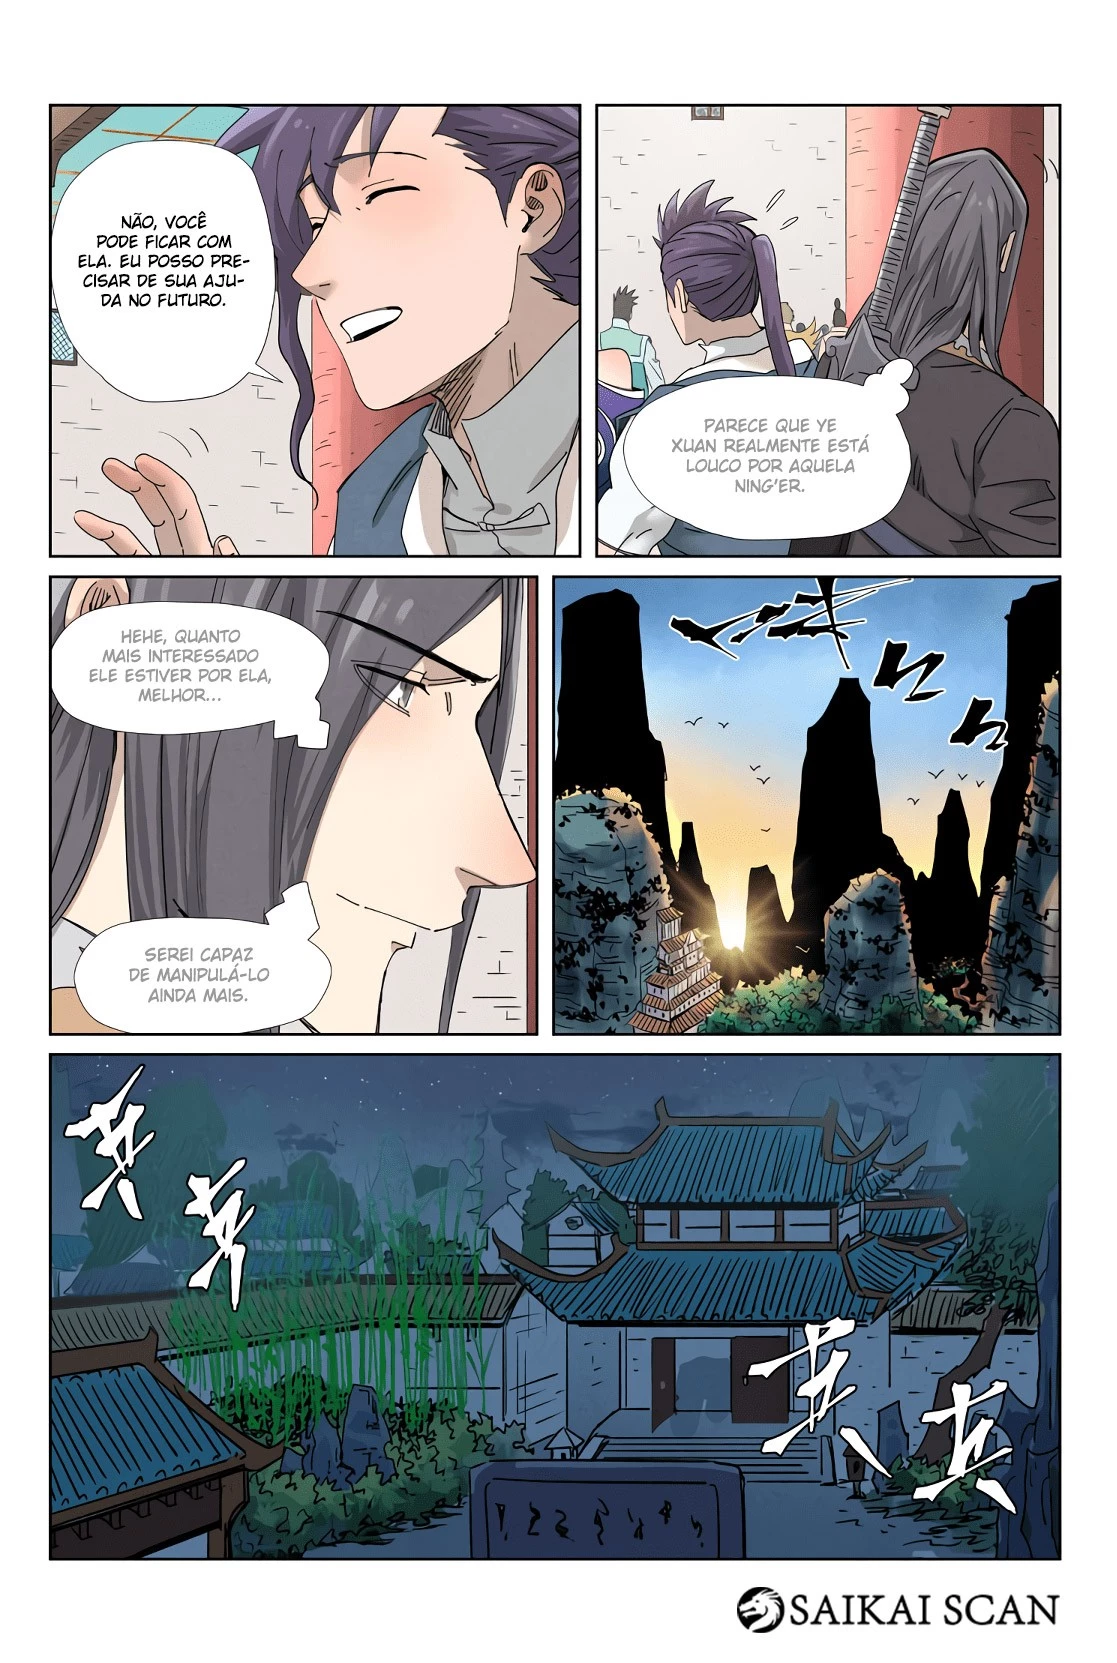 NÃO, VOCÊ
PODE FICAR COM
ELA. EU POSSO PRE-
CISAR DE SUA AJU-
DA NO FUTURO.
PARECE QUE YE
XUAN REALMENTE ESTÁ
LOUCO POR AQUELA
NING'ER.
HEHE, QUANTO
MAIS INTERESSADO
ELE ESTIVER POR ELA,
MELHOR...
SEREI CAPAZ
DE MANIPULÁ-LO
AINDA MAIS.
SAIKAI SCAN